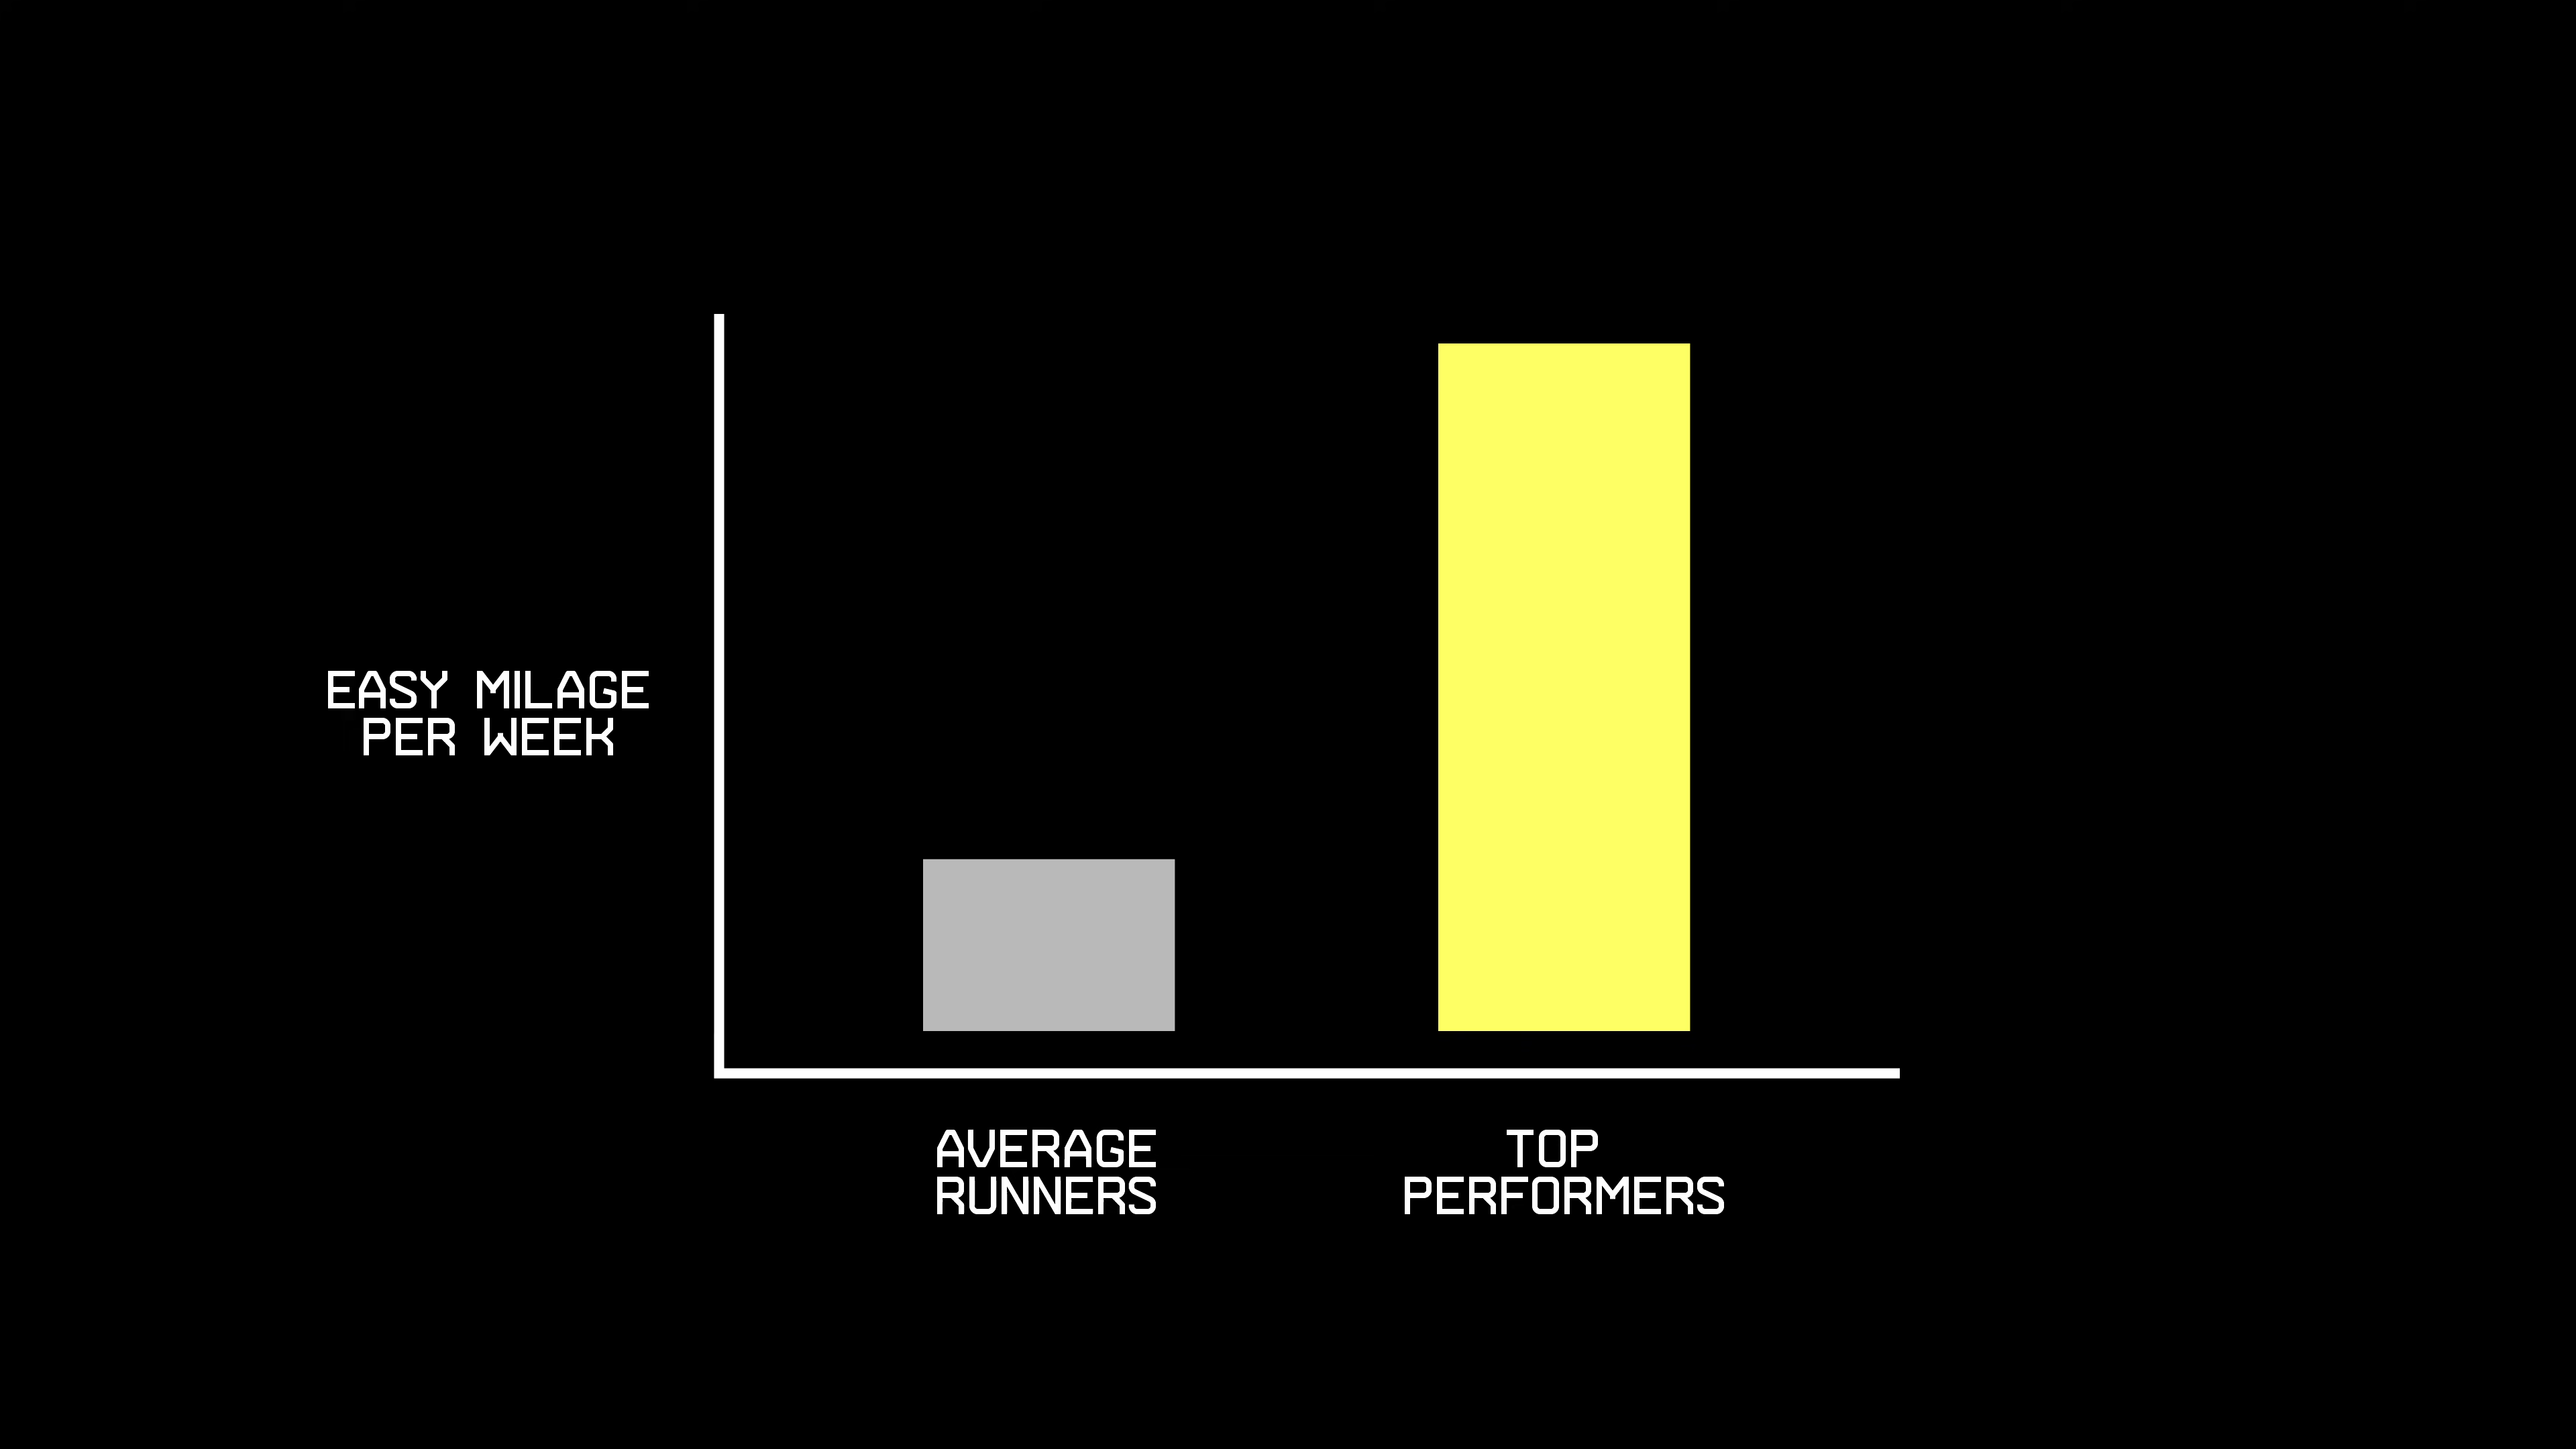 EASY MILAGE
PER WEEK
AVERAGE
RUNNERS
TOP
PERFORMERS